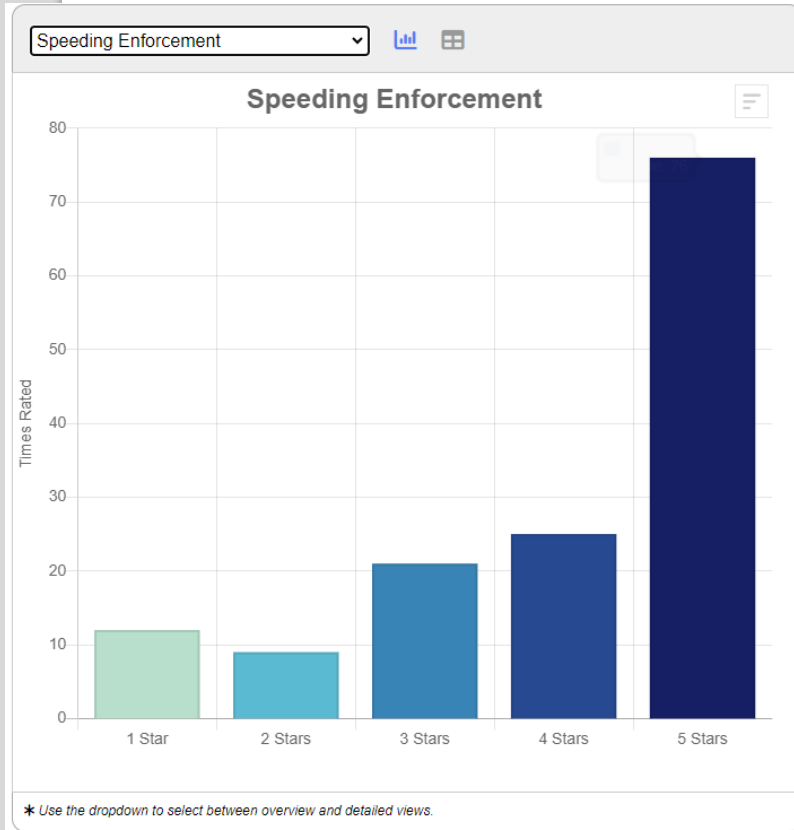 Speeding Enforcement
Speeding Enforcement
80
70
60
50
40
30
20
10
0
Times Rated
1 Star
2 Stars
3 Stars
4 Stars
5 Stars
* Use the dropdown to select between overview and detailed views.